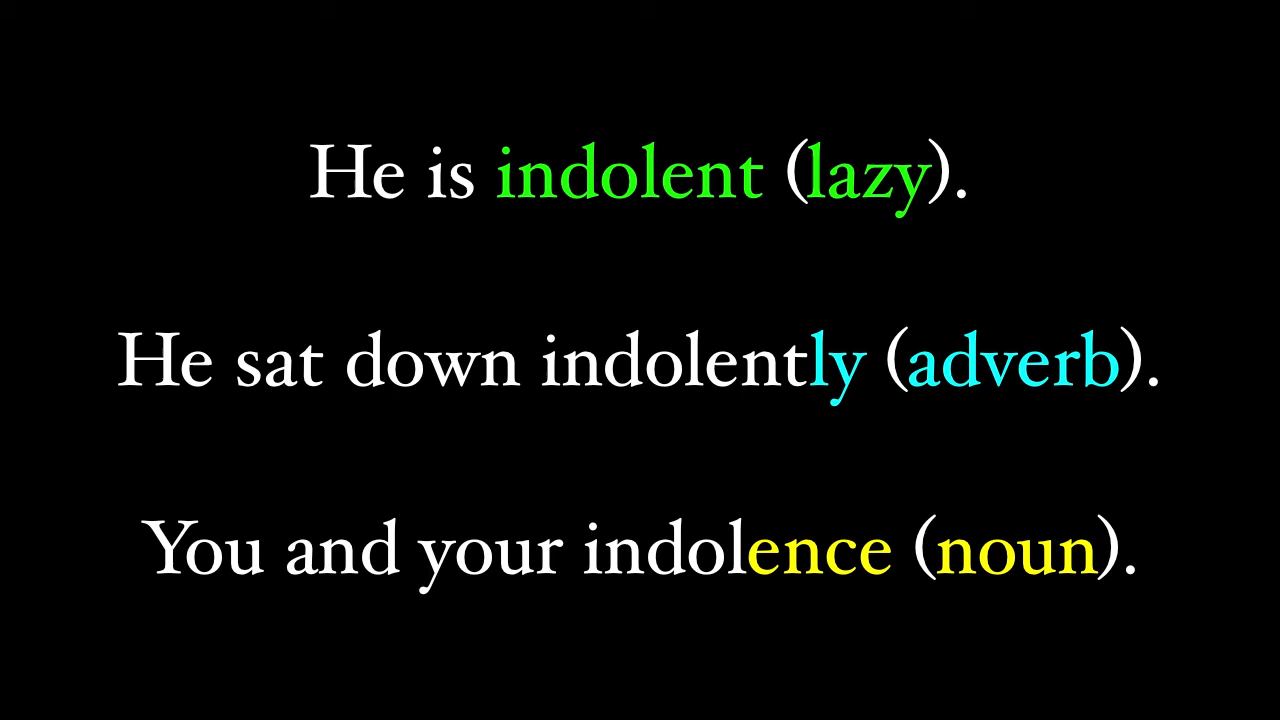 He is indolent (lazy).
He sat down indolently (adverb).
You and your indolence (noun).